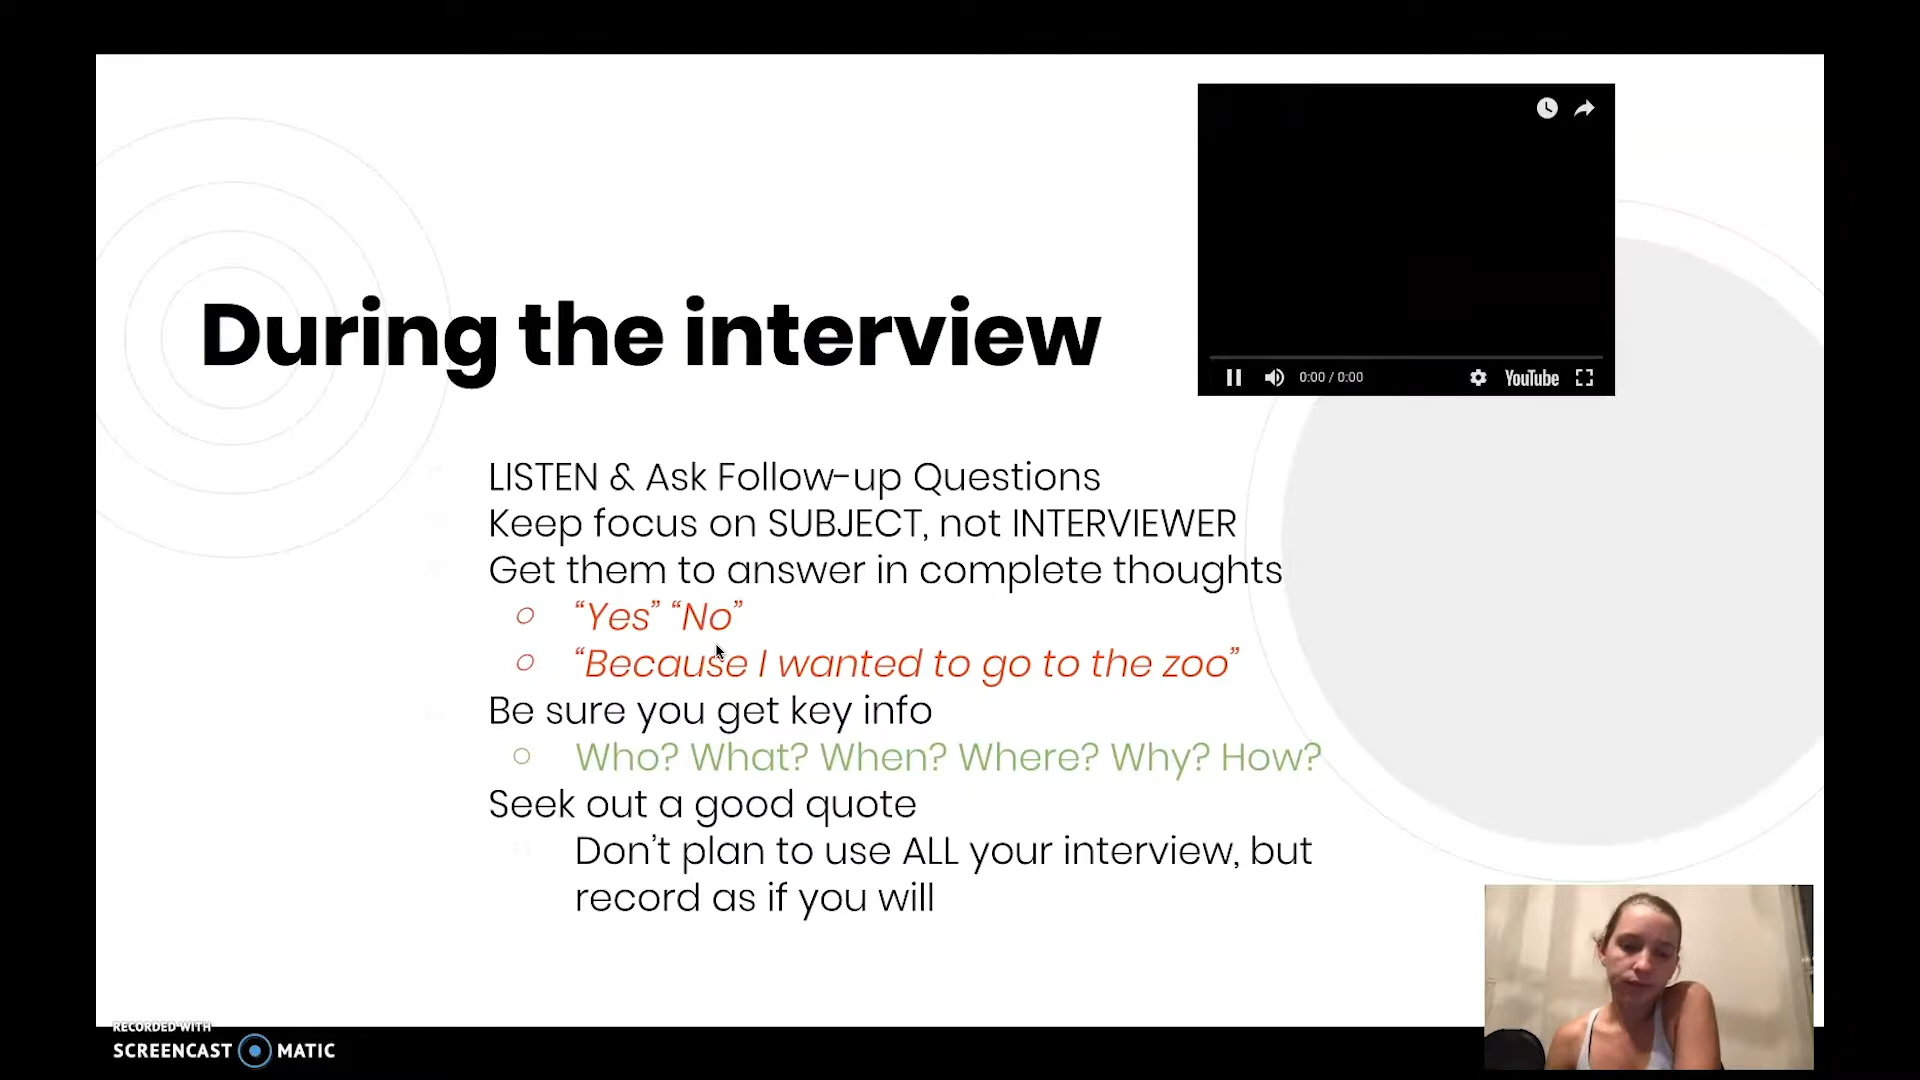 During the interview
0:00 / 0:00
YouTube
LISTEN & Ask Follow-up Questions
Keep focus on SUBJECT, not INTERVIEWER
Get them to answer in complete thoughts
“Yes” “No”
“Because I wanted to go to the zoo”
Be sure you get key info
Who? What? When? Where? Why? How?
Seek out a good quote
Don’t plan to use ALL your interview, but
record as if you will
RECORDED WITH
SCREENCAST MATIC